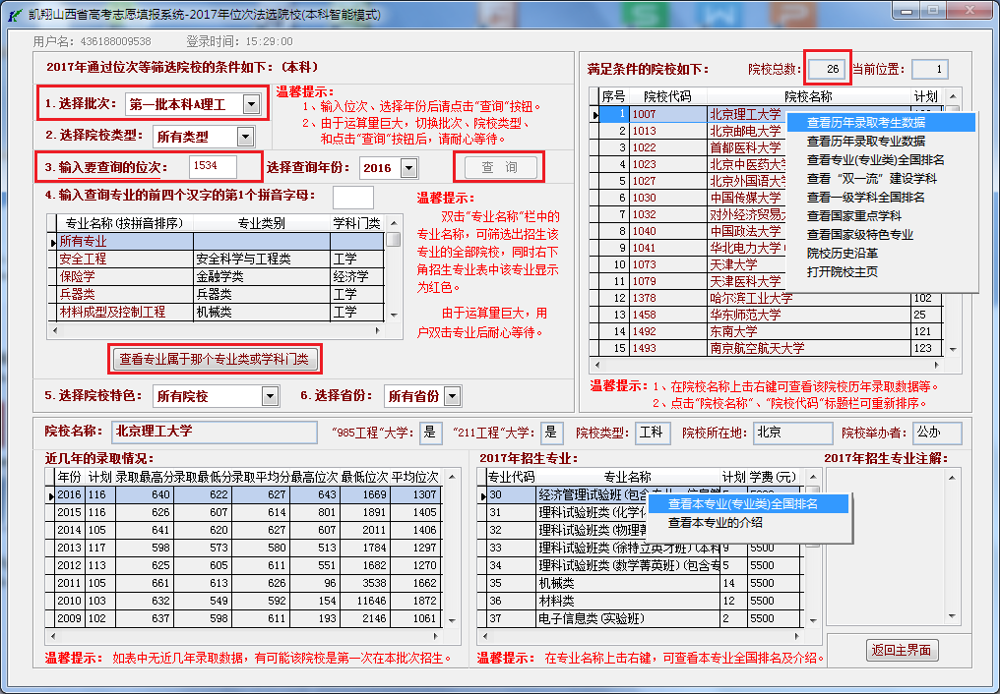 凯翔山西省高考志愿填报系统-2017年位次法选院校(本科智能模式)
用户名: 436188009538 登录时间: 15:29:00
2017年通过位次等筛选院校的条件如下:(本科)
1.选择批次: 第一批本科A理工
2.选择院校类型: 所有类型
温馨提示:
1、输入位次、选择年份后请点击“查询”按钮。
2、由于运算量巨大,切换批次、院校类型、
和点击“查询”按钮后,请耐心等待。
3.输入要查询的位次: 1534 选择查询年份: 2016 查 询
4.输入查询专业的前四个汉字的第1个拼音字母:
专业名称(按拼音排序) 专业类别 学科门类
所有专业
安全工程 安全科学与工程类 工学
保险学 金融学类 经济学
兵器类 兵器类 工学
材料成型及控制工程 机械类 工学
温馨提示:
双击“专业名称”栏中的
专业名称,可筛选出招生该
专业的全部院校,同时右下
角招生专业表中该专业显示
为红色。
由于运算量巨大,用
户双击专业后耐心等待。
查看专业属于那个专业类或学科门类
5.选择院校特色: 所有院校 6.选择省份: 所有省份
满足条件的院校如下: 院校总数: 26 当前位置: 1
序号 院校代码 院校名称 计划
1 1007 北京理工大学
2 1013 北京邮电大学
3 1022 首都医科大学
4 1023 北京中医药大
5 1027 北京外国语大
6 1030 中国传媒大学
7 1032 对外经济贸易
8 1040 中国政法大学
9 1041 华北电力大学
10 1073 天津大学
11 1079 天津医科大学
12 1378 哈尔滨工业大学 102
13 1458 华东师范大学 25
14 1492 东南大学 121
15 1493 南京航空航天大学 123
查看历年录取考生数据
查看历年录取专业数据
查看专业(专业类)全国排名
查看“双一流”建设学科
查看一级学科全国排名
查看国家重点学科
查看国家级特色专业
院校历史沿革
打开院校主页
温馨提示:1、在院校名称上击右键可查看该院校历年录取数据等。
2、点击“院校名称”、“院校代码”标题栏可重新排序。
院校名称: 北京理工大学 “985工程”大学: 是 “211工程”大学: 是 院校类型: 工科 院校所在地: 北京 院校举办者: 公办
近几年的录取情况:
年份 计划 录取最高分 录取最低分 录取平均分 最高位次 最低位次 平均位次
2016 116 640 622 627 643 1669 1307
2015 116 626 607 614 801 1891 1405
2014 105 641 620 627 607 2011 1406
2013 117 598 573 580 513 1784 1297
2012 113 625 605 611 551 1682 1270
2011 105 661 613 626 96 3538 1662
2010 103 632 549 592 154 11646 1872
2009 102 637 598 611 193 2146 1061
温馨提示: 如表中无近几年录取数据,有可能该院校是第一次在本批次招生。
2017年招生专业:
专业代码 专业名称 计划 学费(元)
30 经济管理试验班(包含
31 理科试验班类(化学
32 理科试验班类(物理菁
33 理科试验班类(徐特立英才班)(本科 9 5500
34 理科试验班类(数学菁英班)(包含专 5 5500
35 机械类 14 5500
36 材料类 12 5500
37 电子信息类(实验班) 2 5500
查看本专业(专业类)全国排名
查看本专业的介绍
温馨提示: 在专业名称上击右键,可查看本专业全国排名及介绍。
2017年招生专业注解:
返回主界面